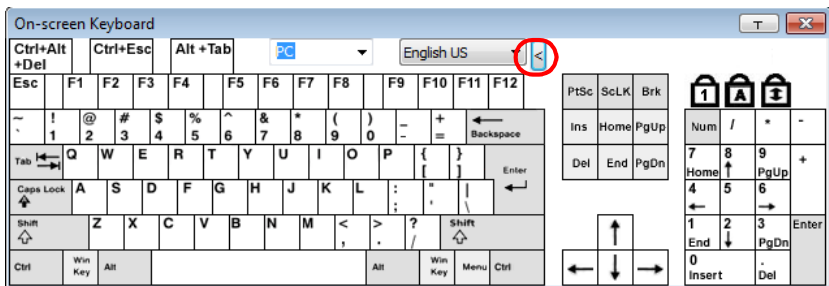 On-screen Keyboard
Ctrl+Alt +Del Ctrl+Esc Alt +Tab PC English US <
Esc F1 F2 F3 F4 F5 F6 F7 F8 F9 F10 F11 F12 PtSc ScLK Brk 1 A
~ ` ! 1 @ 2 # 3 $ 4 % 5 ^ 6 & 7 * 8 ( 9 ) 0 _ - + = Backspace Ins Home PgUp Num / * -
Tab Q W E R T Y U I O P { [ } ] Enter Del End PgDn 7 Home 8 9 PgUp +
Caps Lock A S D F G H J K L : ; " ' | \ 4 5 6
Shift Z X C V B N M < , > . ? / Shift 1 End 2 3 PgDn Enter
Ctrl Win Key Alt Alt Win Key Menu Ctrl 0 Insert . Del